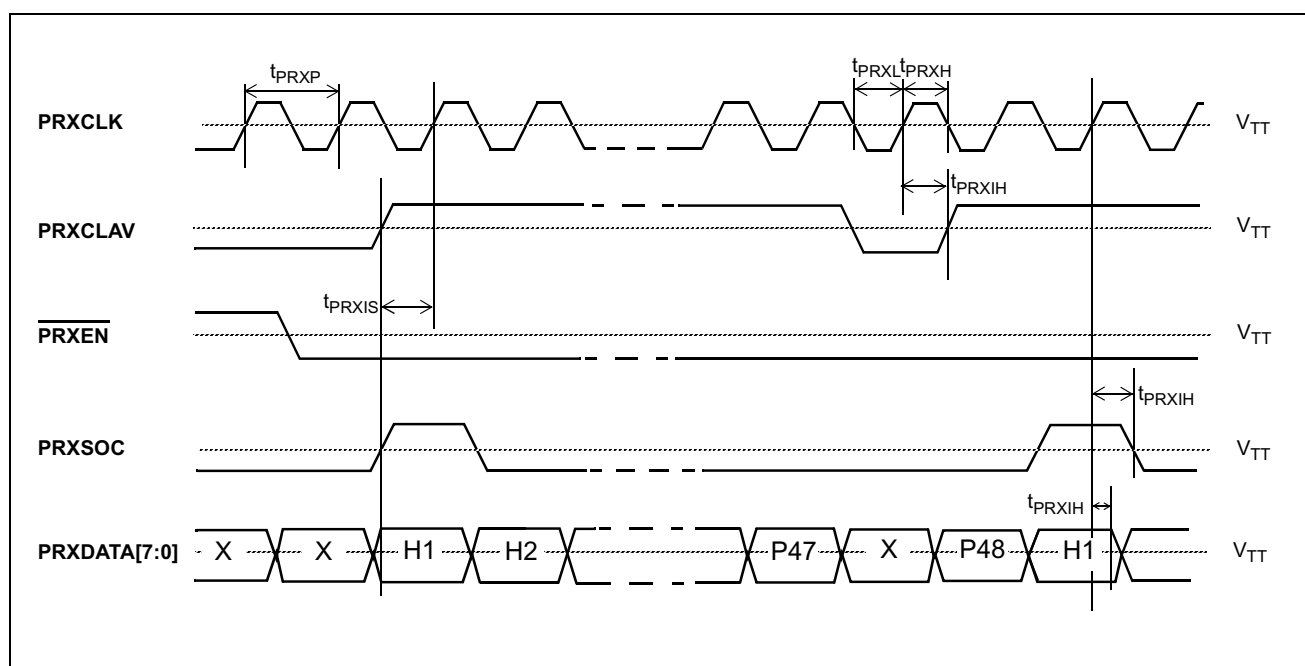 tPRXP
tPRXL tPRXH
PRXCLK
VTT
tPRXIH
PRXCLAV
VTT
tPRXIS
PRXEN
VTT
tPRXIH
PRXSOC
VTT
tPRXIH
PRXDATA[7:0] X X H1 H2 P47 X P48 H1 VTT